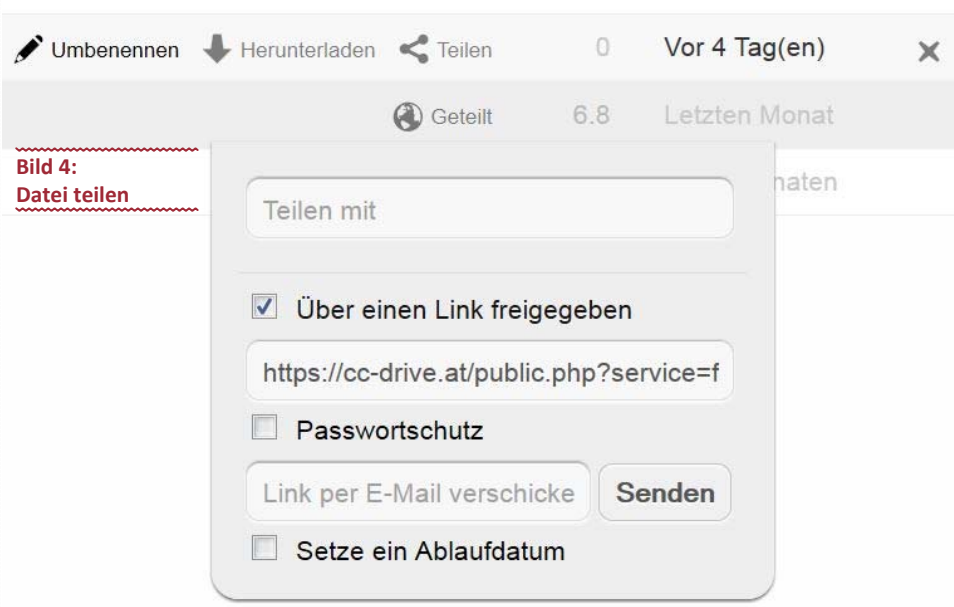 Umbenennen Herunterladen Teilen 0 Vor 4 Tag(en)
Geteilt 6.8 Letzten Monat
Bild 4:
Datei teilen
naten
Teilen mit
Über einen Link freigegeben
https://cc-drive.at/public.php?service=f
Passwortschutz
Link per E-Mail verschicke
Senden
Setze ein Ablaufdatum